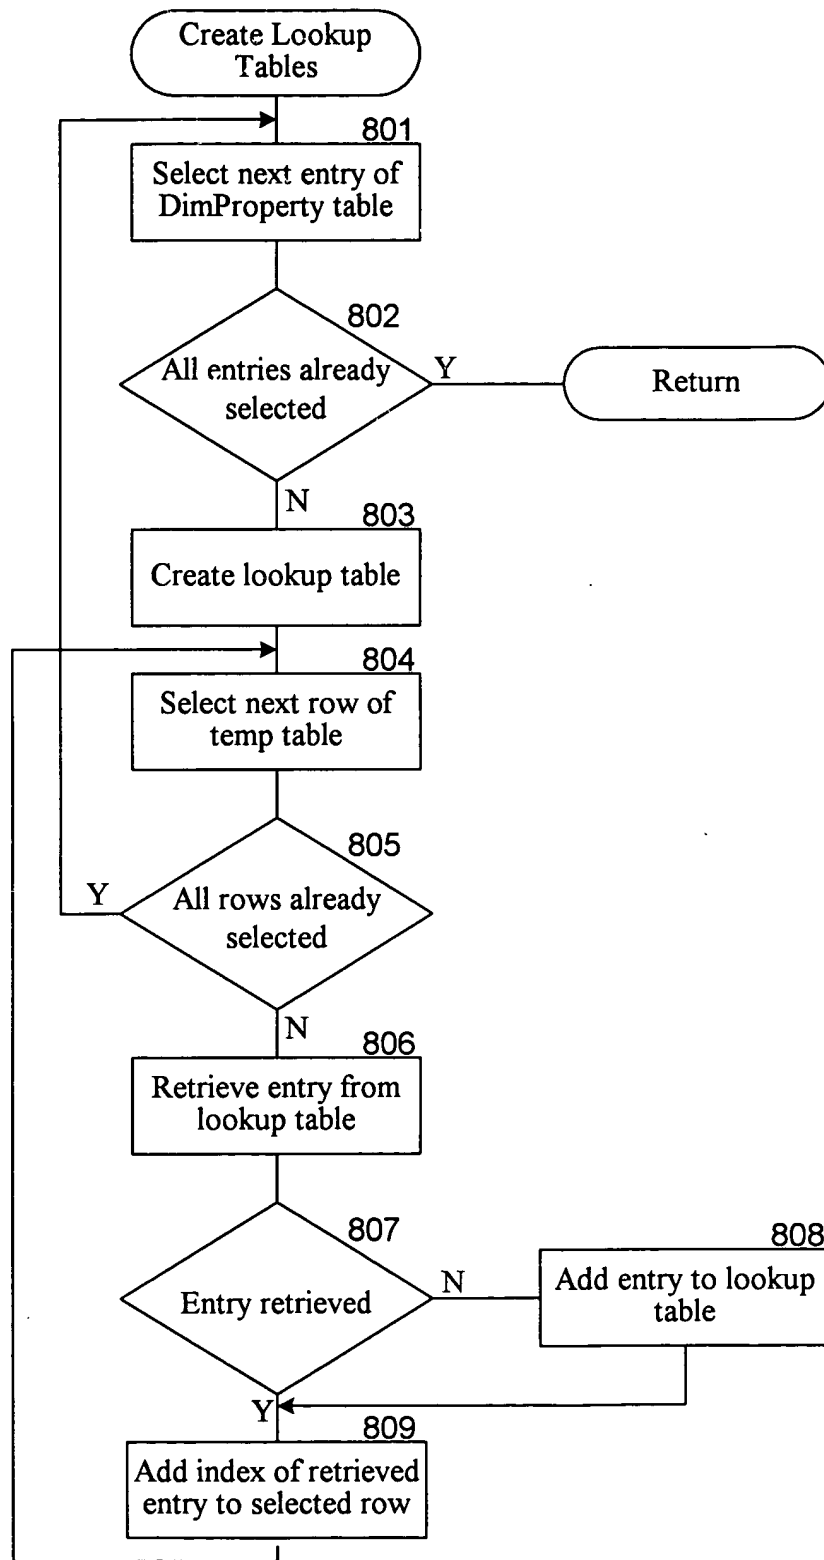 Create Lookup
Tables
801
Select next entry of
DimProperty table
802
All entries already
selected
Y
Return
N
803
Create lookup table
804
Select next row of
temp table
805
All rows already
selected
Y
N
806
Retrieve entry from
lookup table
807
Entry retrieved
N
808
Add entry to lookup
table
Y
809
Add index of retrieved
entry to selected row